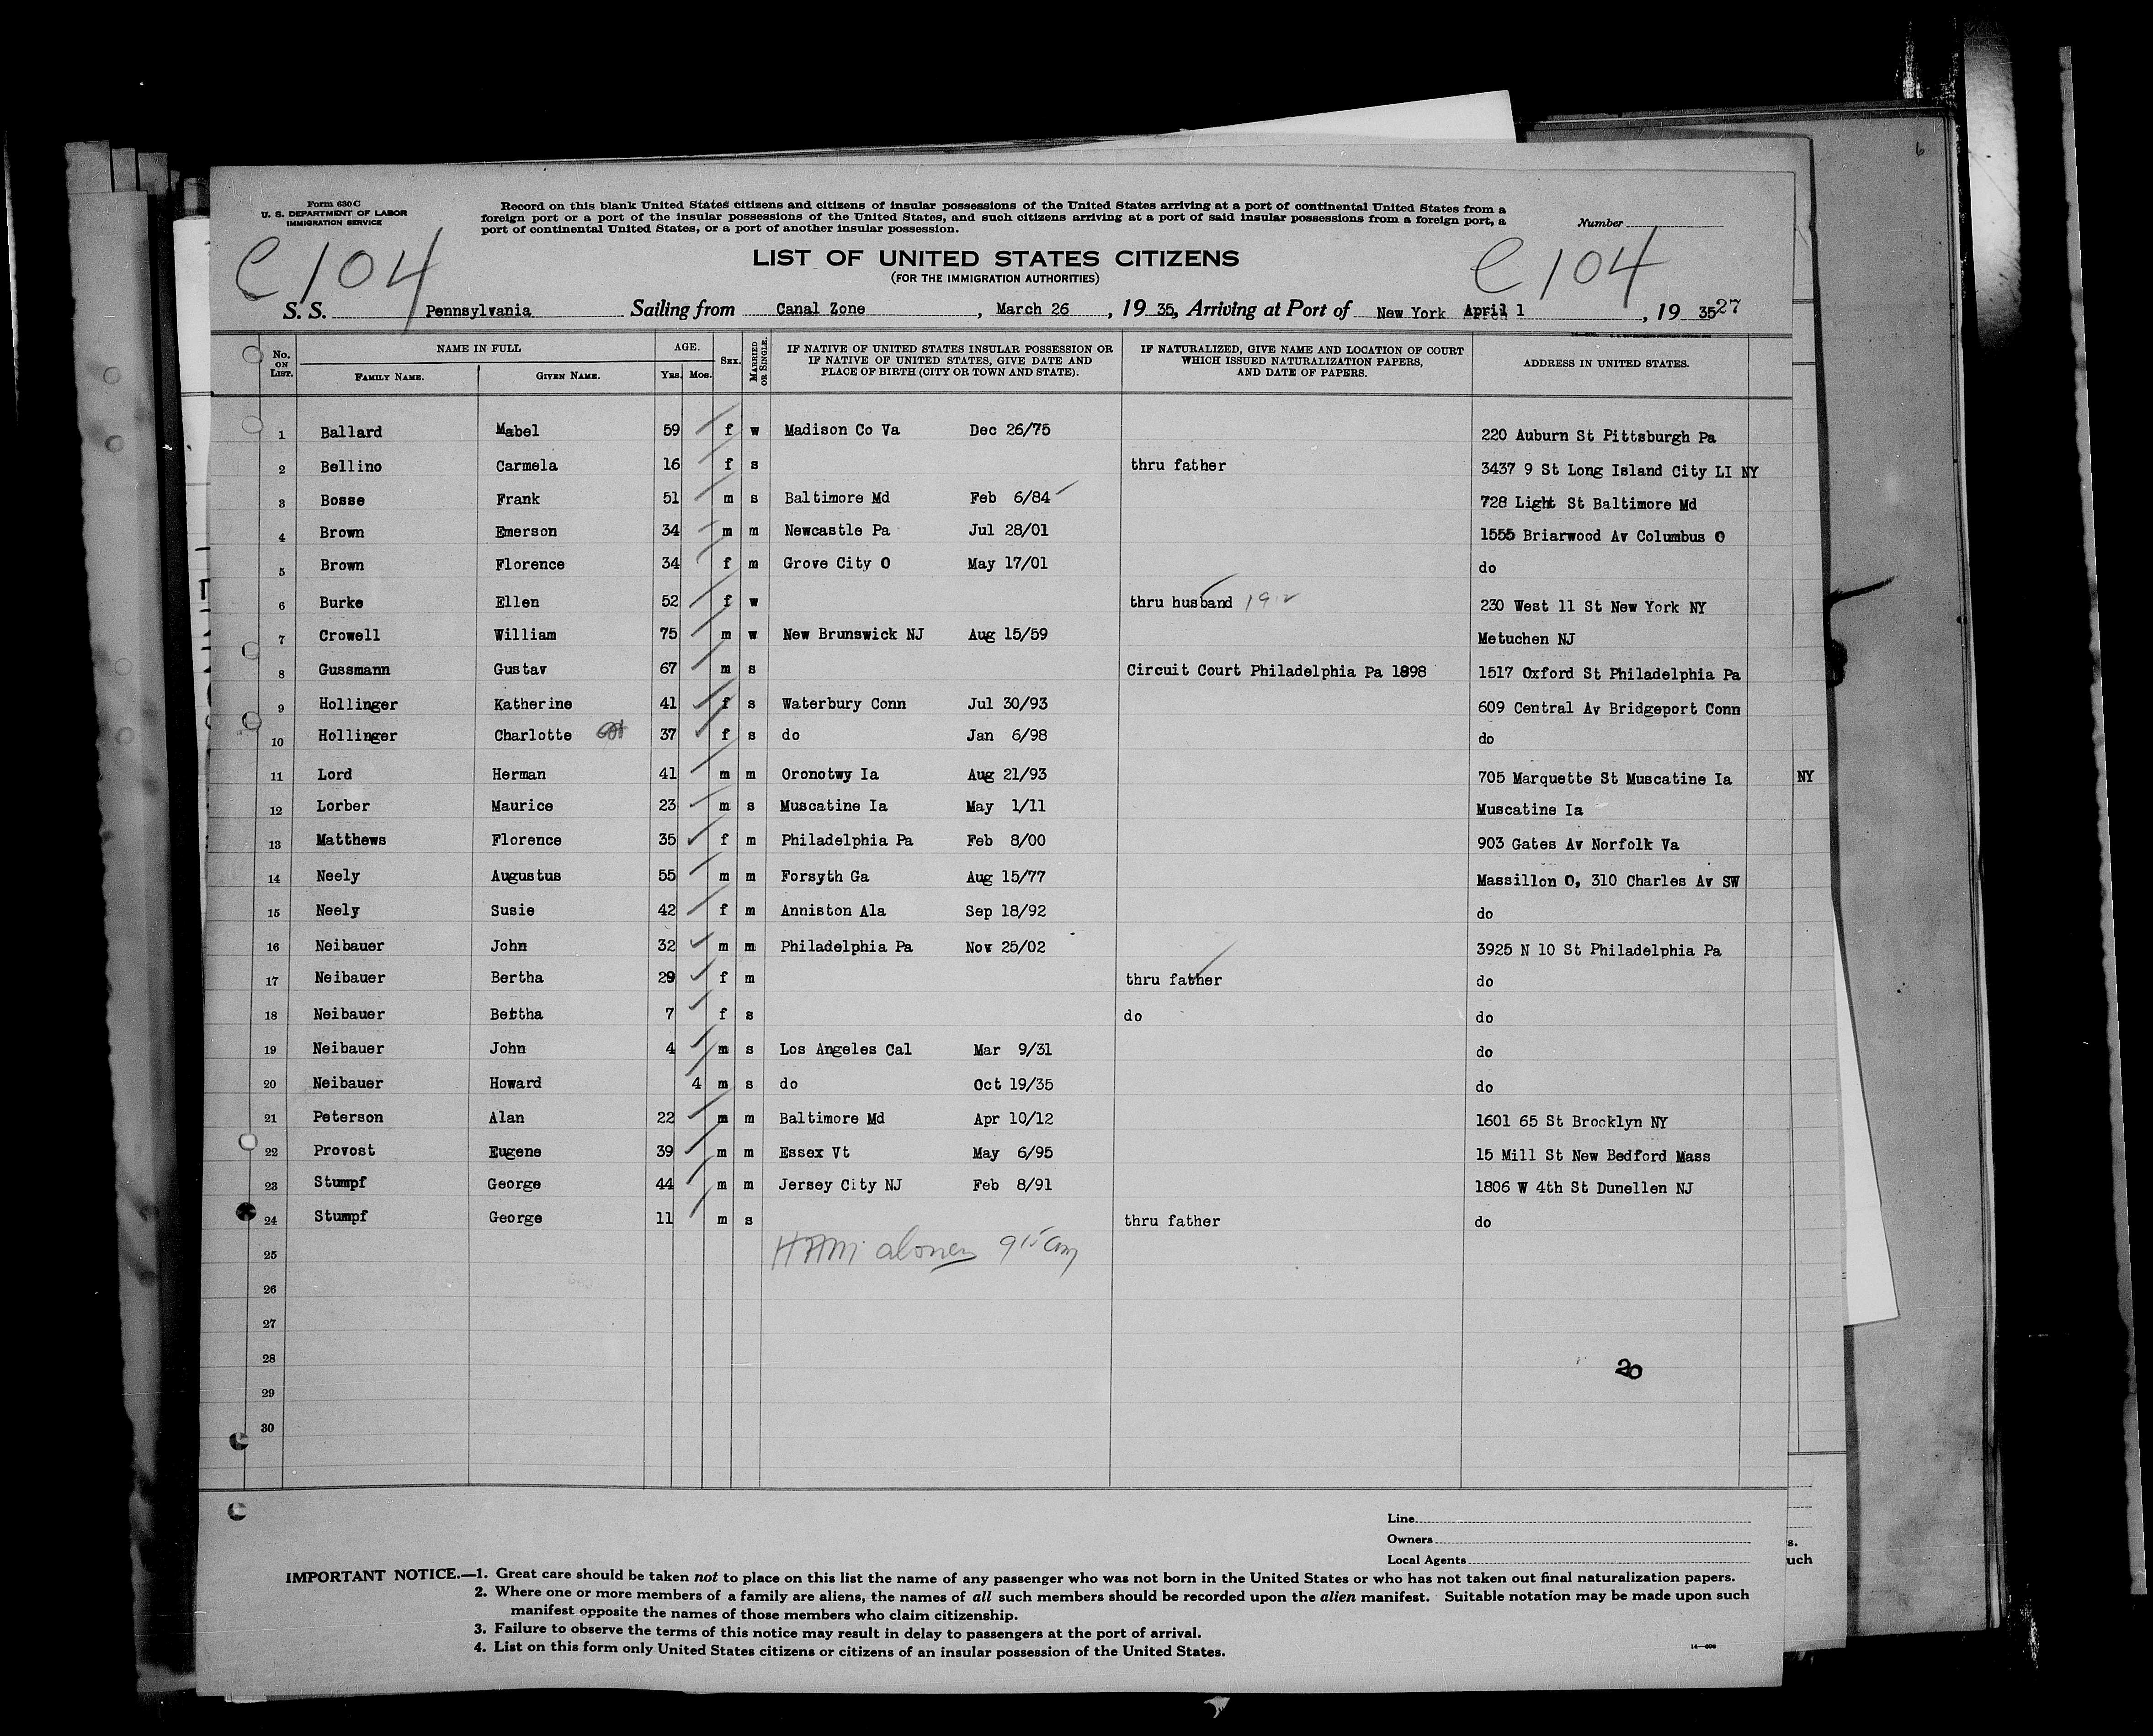 Form 630 C
U. S. DEPARTMENT OF LABOR
IMMIGRATION SERVICE
Record on this blank United States citizens and citizens of insular possessions of the United States arriving at a port of continental United States from a
foreign port or a port of the insular possessions of the United States, and such citizens arriving at a port of said insular possessions from a foreign port, a
port of continental United States, or a port of another insular possession.
Number
C 104
C 104
LIST OF UNITED STATES CITIZENS
(FOR THE IMMIGRATION AUTHORITIES)
S. S. Pennsylvania Sailing from Canal Zone, March 26, 19 35, Arriving at Port of New York April 1, 19 35 27
No. ON LIST. NAME IN FULL AGE. SEX. MARRIED OR SINGLE. IF NATIVE OF UNITED STATES INSULAR POSSESSION OR IF NATIVE OF UNITED STATES, GIVE DATE AND PLACE OF BIRTH (CITY OR TOWN AND STATE). IF NATURALIZED, GIVE NAME AND LOCATION OF COURT WHICH ISSUED NATURALIZATION PAPERS, AND DATE OF PAPERS. ADDRESS IN UNITED STATES.
FAMILY NAME. GIVEN NAME. YRS. MOS.
1 Ballard Mabel 59 f w Madison Co Va Dec 26/75 220 Auburn St Pittsburgh Pa
2 Bellino Carmela 16 f s thru father 3437 9 St Long Island City LI NY
3 Bosse Frank 51 m s Baltimore Md Feb 6/84 728 Light St Baltimore Md
4 Brown Emerson 34 m m Newcastle Pa Jul 28/01 1555 Briarwood Av Columbus O
5 Brown Florence 34 f m Grove City O May 17/01 do
6 Burke Ellen 52 f w thru husband 1912 230 West 11 St New York NY
7 Crowell William 75 m w New Brunswick NJ Aug 15/59 Metuchen NJ
8 Gussmann Gustav 67 m s Circuit Court Philadelphia Pa 1898 1517 Oxford St Philadelphia Pa
9 Hollinger Katherine 41 f s Waterbury Conn Jul 30/93 609 Central Av Bridgeport Conn
10 Hollinger Charlotte 37 f s do Jan 6/98 do
11 Lord Herman 41 m m Oronotwy Ia Aug 21/93 705 Marquette St Muscatine Ia NY
12 Lorber Maurice 23 m s Muscatine Ia May 1/11 Muscatine Ia
13 Matthews Florence 35 f m Philadelphia Pa Feb 8/00 903 Gates Av Norfolk Va
14 Neely Augustus 55 m m Forsyth Ga Aug 15/77 Massillon O, 310 Charles Av SW
15 Neely Susie 42 f m Anniston Ala Sep 18/92 do
16 Neibauer John 32 m m Philadelphia Pa Nov 25/02 3925 N 10 St Philadelphia Pa
17 Neibauer Bertha 29 f m thru father do
18 Neibauer Bertha 7 f s do do
19 Neibauer John 4 m s Los Angeles Cal Mar 9/31 do
20 Neibauer Howard 4 m s do Oct 19/35 do
21 Peterson Alan 22 m m Baltimore Md Apr 10/12 1601 65 St Brooklyn NY
22 Provost Eugene 39 m m Essex Vt May 6/95 15 Mill St New Bedford Mass
23 Stumpf George 44 m m Jersey City NJ Feb 8/91 1806 W 4th St Dunellen NJ
24 Stumpf George 11 m s thru father do
25
26
27
28 20
29
30
Line
Owners
Local Agents
IMPORTANT NOTICE.—1. Great care should be taken not to place on this list the name of any passenger who was not born in the United States or who has not taken out final naturalization papers.
2. Where one or more members of a family are aliens, the names of all such members should be recorded upon the alien manifest. Suitable notation may be made upon such
manifest opposite the names of those members who claim citizenship.
3. Failure to observe the terms of this notice may result in delay to passengers at the port of arrival.
4. List on this form only United States citizens or citizens of an insular possession of the United States.